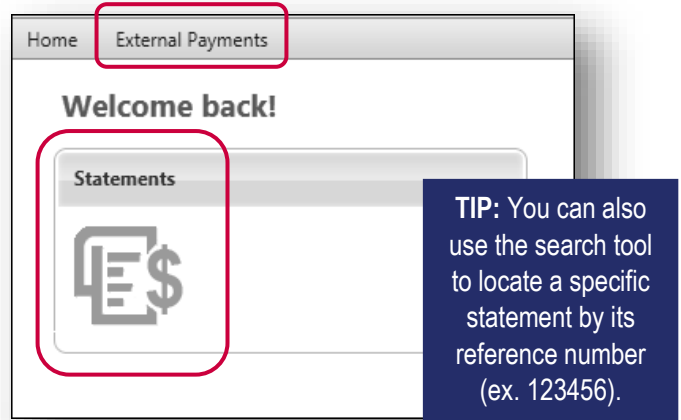 Home External Payments
Welcome back!
Statements
$
TIP: You can also
use the search tool
to locate a specific
statement by its
reference number
(ex. 123456).